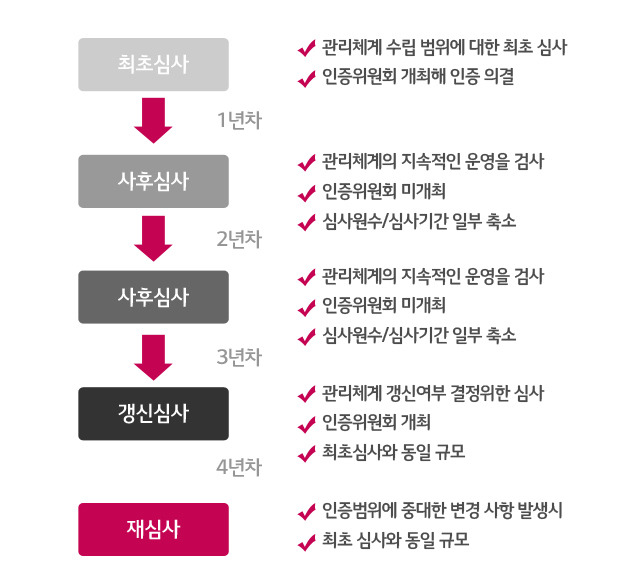 최초심사
관리체계 수립 범위에 대한 최초 심사
인증위원회 개최해 인증 의결
1년차
사후심사
관리체계의 지속적인 운영을 검사
인증위원회 미개최
심사원수/심사기간 일부 축소
2년차
사후심사
관리체계의 지속적인 운영을 검사
인증위원회 미개최
심사원수/심사기간 일부 축소
3년차
갱신심사
관리체계 갱신여부 결정위한 심사
인증위원회 개최
최초심사와 동일 규모
4년차
재심사
인증범위에 중대한 변경 사항 발생시
최초 심사와 동일 규모